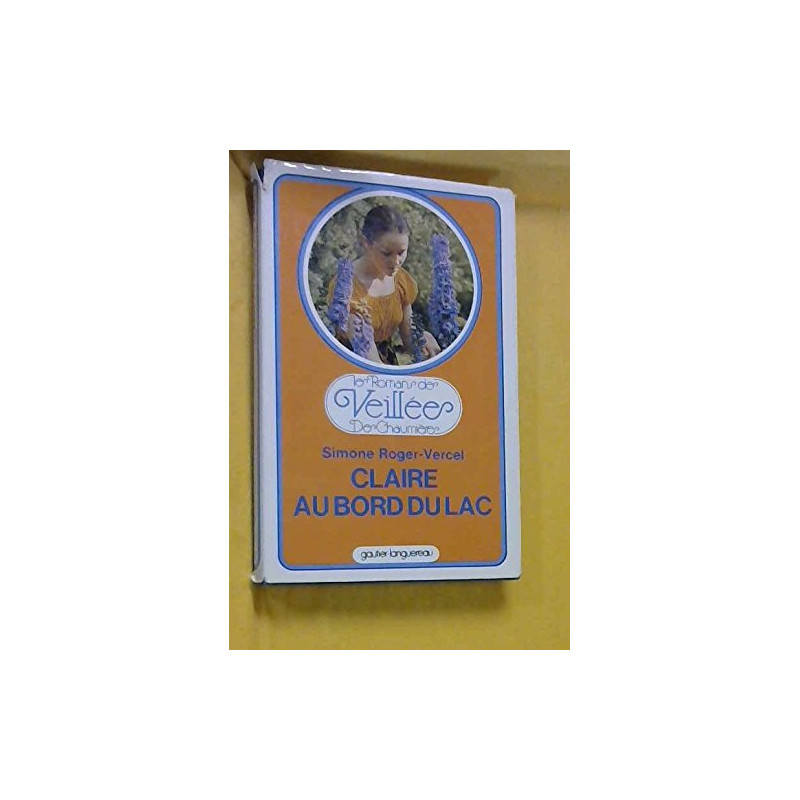 les Romans des
Veillées
Des Chaumières
Simone Roger-Vercel
CLAIRE
AU BORD DU LAC
gautier-languereau